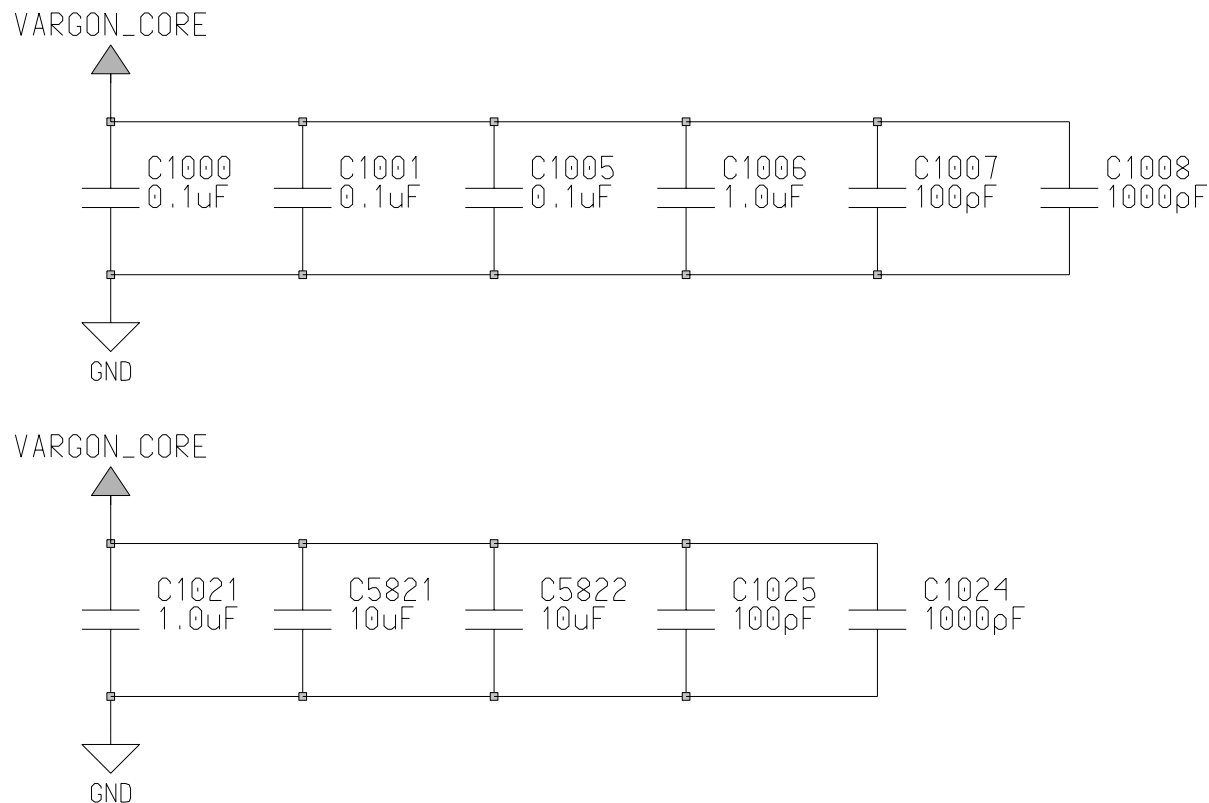 VARGON_CORE
C1000
0.1uF
C1001
0.1uF
C1005
0.1uF
C1006
1.0uF
C1007
100pF
C1008
1000pF
GND
VARGON_CORE
C1021
1.0uF
C5821
10uF
C5822
10uF
C1025
100pF
C1024
1000pF
GND